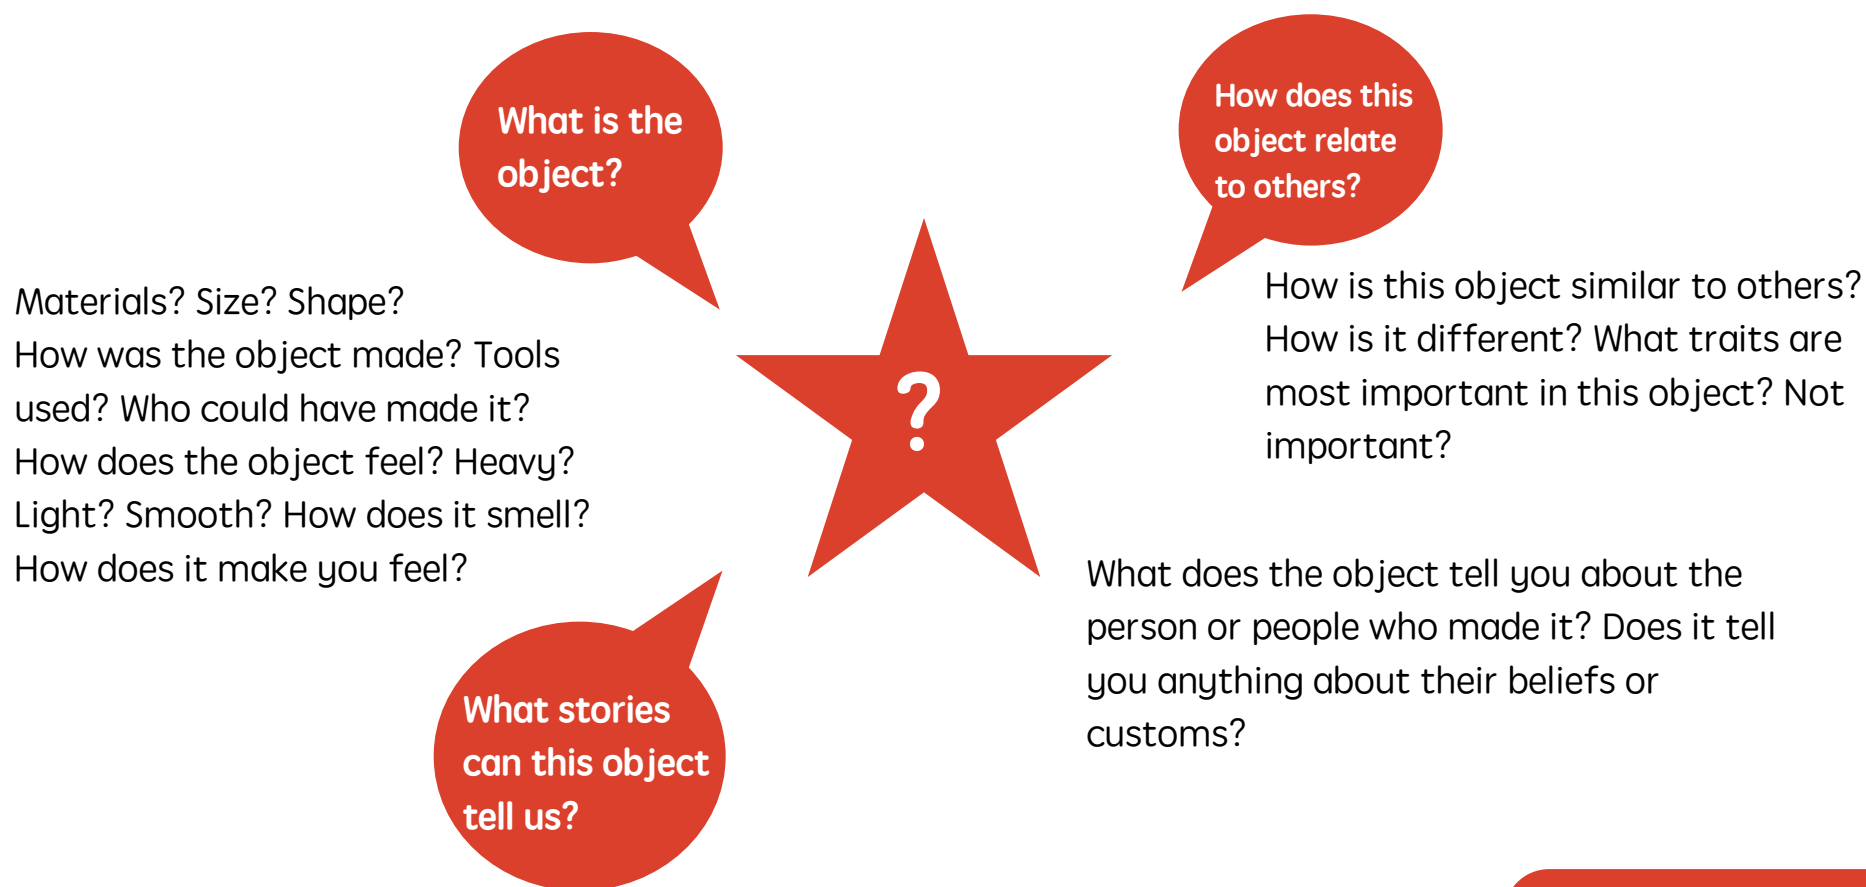 What is the
object?
Materials? Size? Shape?
How was the object made? Tools
used? Who could have made it?
How does the object feel? Heavy?
Light? Smooth? How does it smell?
How does it make you feel?
?
How does this
object relate
to others?
How is this object similar to others?
How is it different? What traits are
most important in this object? Not
important?
What stories
can this object
tell us?
What does the object tell you about the
person or people who made it? Does it tell
you anything about their beliefs or
customs?